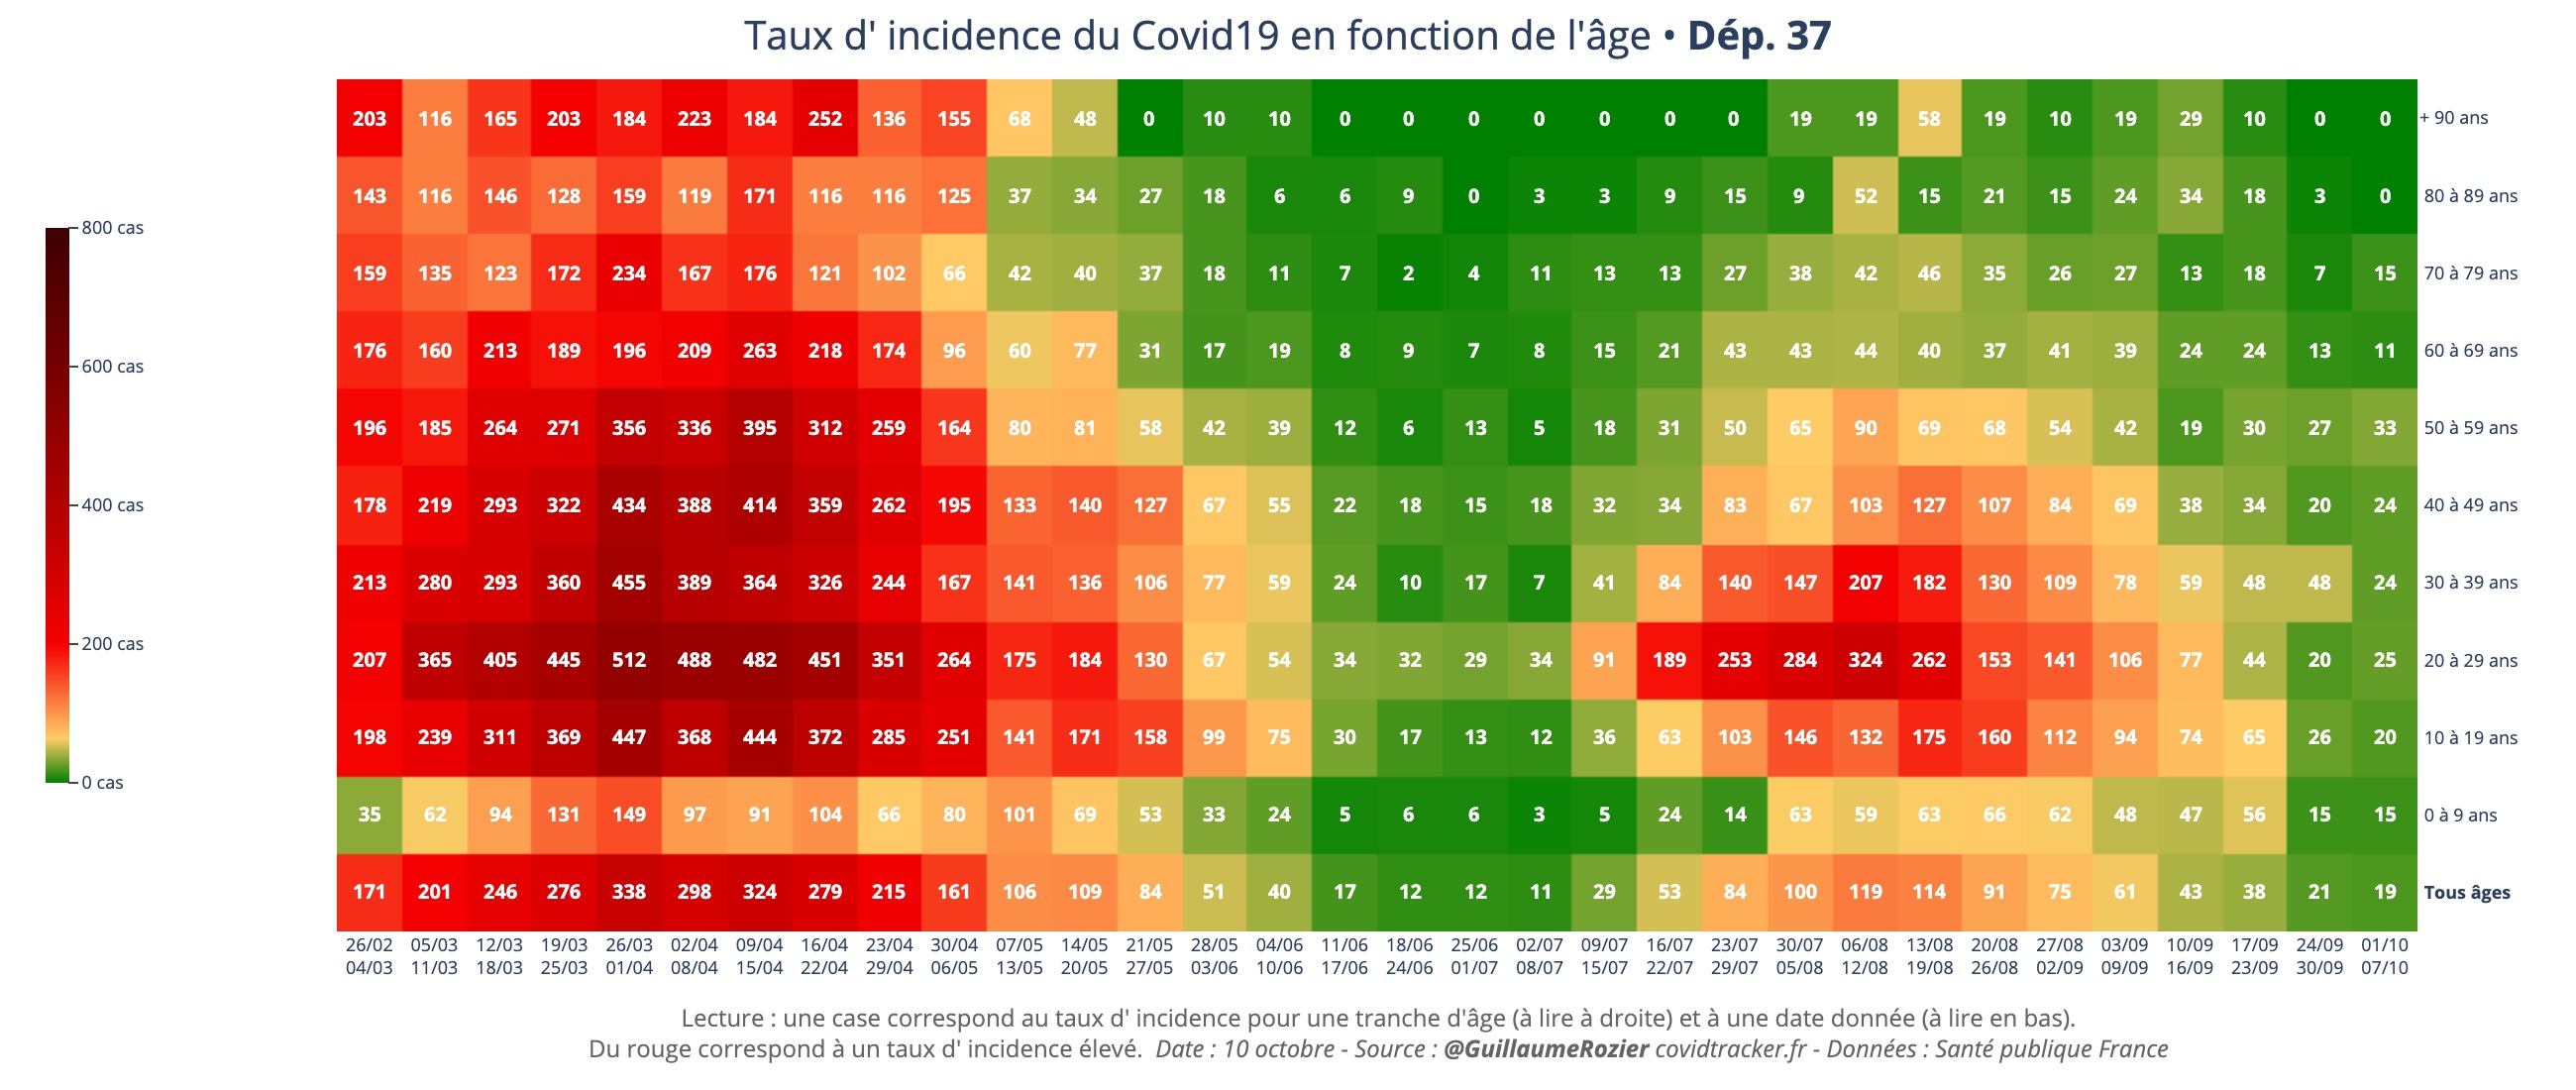 Taux d' incidence du Covid19 en fonction de l'âge • Dép. 37
800 cas
600 cas
400 cas
200 cas
0 cas
203 116 165 203 184 223 184 252 136 155 68 48 0 10 10 0 0 0 0 0 0 0 19 19 58 19 10 19 29 10 0 0 + 90 ans
143 116 146 128 159 119 171 116 116 125 37 34 27 18 6 6 9 0 3 3 9 15 9 52 15 21 15 24 34 18 3 0 80 à 89 ans
159 135 123 172 234 167 176 121 102 66 42 40 37 18 11 7 2 4 11 13 13 27 38 42 46 35 26 27 13 18 7 15 70 à 79 ans
176 160 213 189 196 209 263 218 174 96 60 77 31 17 19 8 9 7 8 15 21 43 43 44 40 37 41 39 24 24 13 11 60 à 69 ans
196 185 264 271 356 336 395 312 259 164 80 81 58 42 39 12 6 13 5 18 31 50 65 90 69 68 54 42 19 30 27 33 50 à 59 ans
178 219 293 322 434 388 414 359 262 195 133 140 127 67 55 22 18 15 18 32 34 83 67 103 127 107 84 69 38 34 20 24 40 à 49 ans
213 280 293 360 455 389 364 326 244 167 141 136 106 77 59 24 10 17 7 41 84 140 147 207 182 130 109 78 59 48 48 24 30 à 39 ans
207 365 405 445 512 488 482 451 351 264 175 184 130 67 54 34 32 29 34 91 189 253 284 324 262 153 141 106 77 44 20 25 20 à 29 ans
198 239 311 369 447 368 444 372 285 251 141 171 158 99 75 30 17 13 12 36 63 103 146 132 175 160 112 94 74 65 26 20 10 à 19 ans
35 62 94 131 149 97 91 104 66 80 101 69 53 33 24 5 6 6 3 5 24 14 63 59 63 66 62 48 47 56 15 15 0 à 9 ans
171 201 246 276 338 298 324 279 215 161 106 109 84 51 40 17 12 12 11 29 53 84 100 119 114 91 75 61 43 38 21 19 Tous âges
26/02 05/03 12/03 19/03 26/03 02/04 09/04 16/04 23/04 30/04 07/05 14/05 21/05 28/05 04/06 11/06 18/06 25/06 02/07 09/07 16/07 23/07 30/07 06/08 13/08 20/08 27/08 03/09 10/09 17/09 24/09 01/10
04/03 11/03 18/03 25/03 01/04 08/04 15/04 22/04 29/04 06/05 13/05 20/05 27/05 03/06 10/06 17/06 24/06 01/07 08/07 15/07 22/07 29/07 05/08 12/08 19/08 26/08 02/09 09/09 16/09 23/09 30/09 07/10
Lecture : une case correspond au taux d' incidence pour une tranche d'âge (à lire à droite) et à une date donnée (à lire en bas).
Du rouge correspond à un taux d' incidence élevé. Date : 10 octobre - Source : @GuillaumeRozier covidtracker.fr - Données : Santé publique France